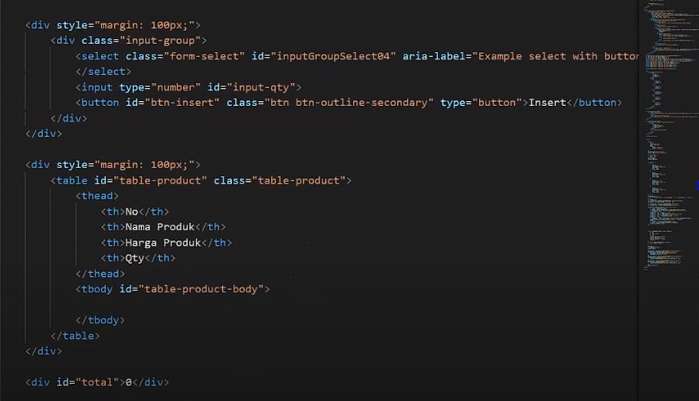 <div style="margin: 100px;">
<div class="input-group">
<select class="form-select" id="inputGroupSelect04" aria-label="Example select with button
</select>
<input type="number" id="input-qty">
<button id="btn-insert" class="btn btn-outline-secondary" type="button">Insert</button>
</div>
</div>
<div style="margin: 100px;">
<table id="table-product" class="table-product">
<thead>
<th>No</th>
<th>Nama Produk</th>
<th>Harga Produk</th>
<th>Qty</th>
</thead>
<tbody id="table-product-body">
</tbody>
</table>
</div>
<div id="total">0</div>